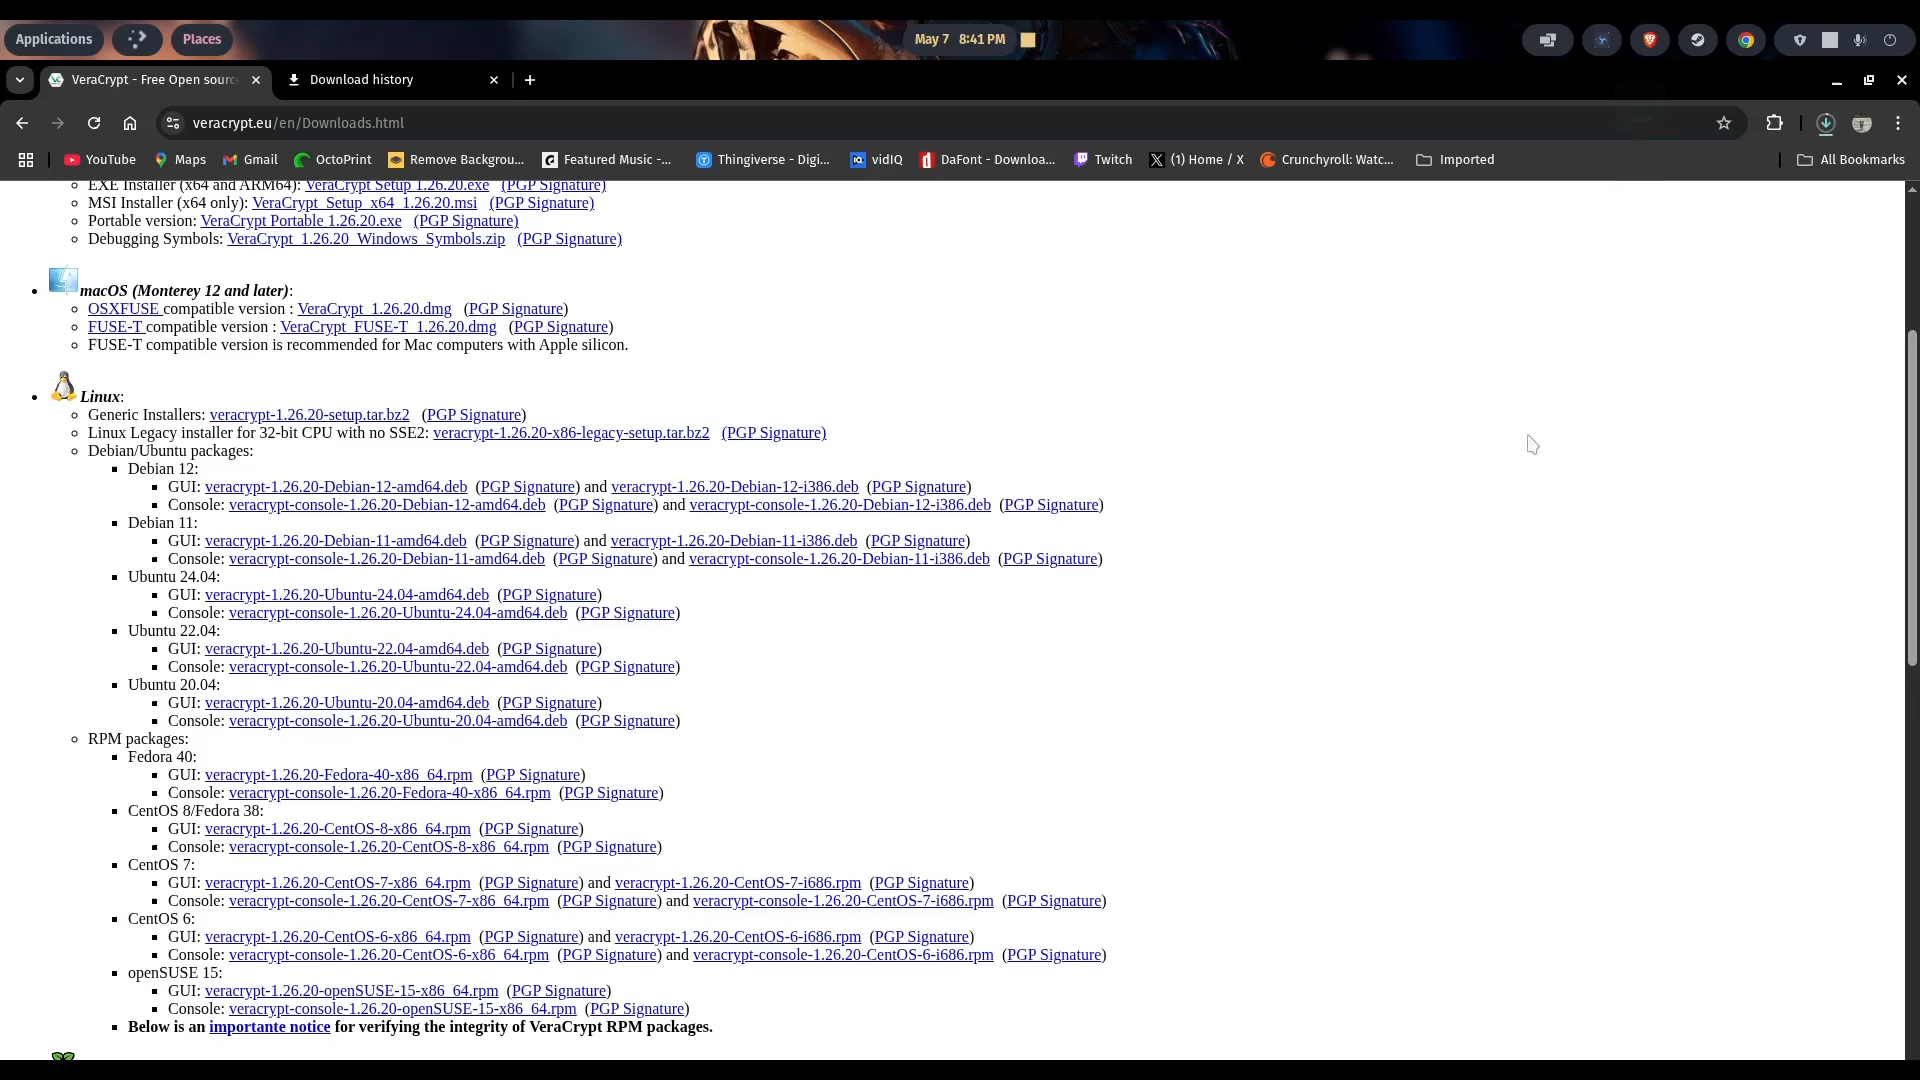 Applications
Places
May 7 8:41 PM
VeraCrypt - Free Open sourc
Download history
veracrypt.eu/en/Downloads.html
YouTube
Maps
Gmail
OctoPrint
Remove Backgrou...
Featured Music -...
Thingiverse - Digi...
vidIQ
DaFont - Downloa...
Twitch
(1) Home / X
Crunchyroll: Watc...
Imported
All Bookmarks
EXE Installer (x64 and ARM64): VeraCrypt Setup 1.26.20.exe (PGP Signature)
MSI Installer (x64 only): VeraCrypt_Setup_x64_1.26.20.msi (PGP Signature)
Portable version: VeraCrypt Portable 1.26.20.exe (PGP Signature)
Debugging Symbols: VeraCrypt_1.26.20_Windows_Symbols.zip (PGP Signature)
macOS (Monterey 12 and later):
OSXFUSE compatible version : VeraCrypt_1.26.20.dmg (PGP Signature)
FUSE-T compatible version : VeraCrypt_FUSE-T_1.26.20.dmg (PGP Signature)
FUSE-T compatible version is recommended for Mac computers with Apple silicon.
Linux:
Generic Installers: veracrypt-1.26.20-setup.tar.bz2 (PGP Signature)
Linux Legacy installer for 32-bit CPU with no SSE2: veracrypt-1.26.20-x86-legacy-setup.tar.bz2 (PGP Signature)
Debian/Ubuntu packages:
Debian 12:
GUI: veracrypt-1.26.20-Debian-12-amd64.deb (PGP Signature) and veracrypt-1.26.20-Debian-12-i386.deb (PGP Signature)
Console: veracrypt-console-1.26.20-Debian-12-amd64.deb (PGP Signature) and veracrypt-console-1.26.20-Debian-12-i386.deb (PGP Signature)
Debian 11:
GUI: veracrypt-1.26.20-Debian-11-amd64.deb (PGP Signature) and veracrypt-1.26.20-Debian-11-i386.deb (PGP Signature)
Console: veracrypt-console-1.26.20-Debian-11-amd64.deb (PGP Signature) and veracrypt-console-1.26.20-Debian-11-i386.deb (PGP Signature)
Ubuntu 24.04:
GUI: veracrypt-1.26.20-Ubuntu-24.04-amd64.deb (PGP Signature)
Console: veracrypt-console-1.26.20-Ubuntu-24.04-amd64.deb (PGP Signature)
Ubuntu 22.04:
GUI: veracrypt-1.26.20-Ubuntu-22.04-amd64.deb (PGP Signature)
Console: veracrypt-console-1.26.20-Ubuntu-22.04-amd64.deb (PGP Signature)
Ubuntu 20.04:
GUI: veracrypt-1.26.20-Ubuntu-20.04-amd64.deb (PGP Signature)
Console: veracrypt-console-1.26.20-Ubuntu-20.04-amd64.deb (PGP Signature)
RPM packages:
Fedora 40:
GUI: veracrypt-1.26.20-Fedora-40-x86_64.rpm (PGP Signature)
Console: veracrypt-console-1.26.20-Fedora-40-x86_64.rpm (PGP Signature)
CentOS 8/Fedora 38:
GUI: veracrypt-1.26.20-CentOS-8-x86_64.rpm (PGP Signature)
Console: veracrypt-console-1.26.20-CentOS-8-x86_64.rpm (PGP Signature)
CentOS 7:
GUI: veracrypt-1.26.20-CentOS-7-x86_64.rpm (PGP Signature) and veracrypt-1.26.20-CentOS-7-i686.rpm (PGP Signature)
Console: veracrypt-console-1.26.20-CentOS-7-x86_64.rpm (PGP Signature) and veracrypt-console-1.26.20-CentOS-7-i686.rpm (PGP Signature)
CentOS 6:
GUI: veracrypt-1.26.20-CentOS-6-x86_64.rpm (PGP Signature) and veracrypt-1.26.20-CentOS-6-i686.rpm (PGP Signature)
Console: veracrypt-console-1.26.20-CentOS-6-x86_64.rpm (PGP Signature) and veracrypt-console-1.26.20-CentOS-6-i686.rpm (PGP Signature)
openSUSE 15:
GUI: veracrypt-1.26.20-openSUSE-15-x86_64.rpm (PGP Signature)
Console: veracrypt-console-1.26.20-openSUSE-15-x86_64.rpm (PGP Signature)
Below is an importante notice for verifying the integrity of VeraCrypt RPM packages.